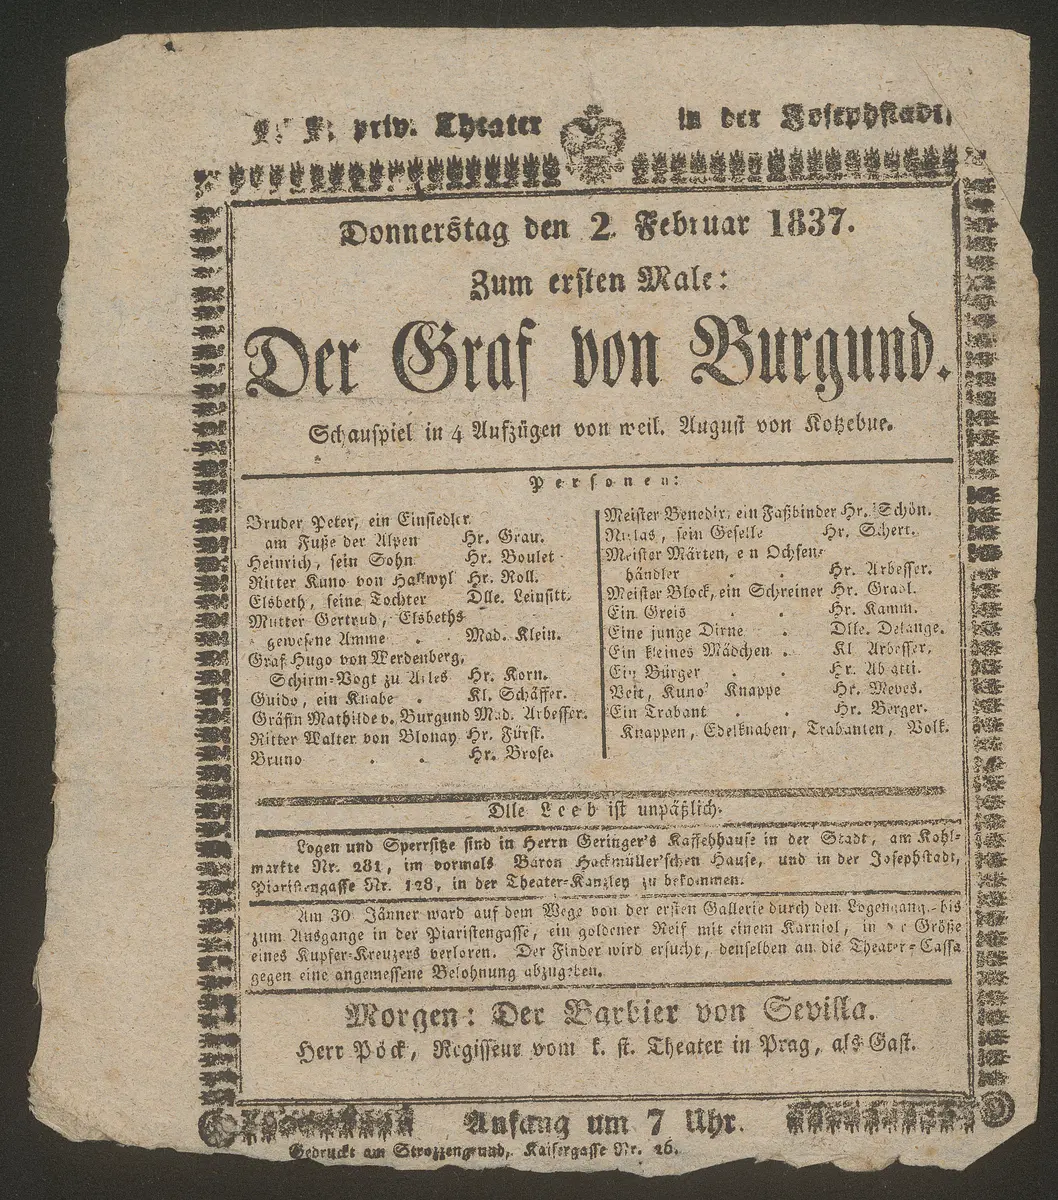 K. K. priv. Theater in der Josephstadt,
Donnerstag den 2 Februar 1837.
Zum ersten Male:
Der Graf von Burgund.
Schauspiel in 4 Aufzügen von weil. August von Kotzebue.
Personen:
Bruder Peter, ein Einsiedler
am Fuße der Alpen Hr. Grau.
Heinrich, sein Sohn Hr. Boulet
Ritter Kuno von Hallwyl Hr. Roll.
Elsbeth, seine Tochter Dlle. Leinsitt.
Mutter Gertrud, Elsbeths
gewesene Amme . Mad. Klein.
Graf Hugo von Werdenberg,
Schirm-Vogt zu Arles Hr. Korn.
Guido, ein Knabe . Kl. Schäffer.
Gräfin Mathilde v. Burgund Mad. Arbesser.
Ritter Walter von Blonay Hr. Fürst.
Bruno . . Hr. Brose.
Meister Benedix, ein Faßbinder Hr. Schön.
Niklas, sein Geselle Hr. Schert.
Meister Märten, ein Ochsen-
händler . . Hr. Arbesser.
Meister Block, ein Schreiner Hr. Gradl.
Ein Greis . . Hr. Kamm.
Eine junge Dirne . Dlle. Delange.
Ein kleines Mädchen . Kl. Arbesser.
Ein Bürger . . Hr. Abatti.
Veit, Kuno' Knappe Hr. Meves.
Ein Trabant . . Hr. Berger.
Knappen, Edelknaben, Trabanten, Volk.
Dlle Leeb ist unpäßlich.
Logen und Sperrsitze sind in Herrn Geringer's Kaffehhause in der Stadt, am Kohl-
markte Nr. 281, im vormals Baron Hackmüller'schen Hause, und in der Josephstadt,
Piaristengasse Nr. 128, in der Theater-Kanzley zu bekommen.
Am 30 Jänner ward auf dem Wege von der ersten Gallerie durch den Logengang bis
zum Ausgange in der Piaristengasse, ein goldener Reif mit einem Karniol, in der Größe
eines Kupfer-Kreuzers verloren. Der Finder wird ersucht, denselben an die Theater-Cassa
gegen eine angemessene Belohnung abzugeben.
Morgen: Der Barbier von Sevilla.
Herr Pöck, Regisseur vom k. st. Theater in Prag, als Gast.
Anfang um 7 Uhr.
Gedruckt am Strozzengrund, Kaisergasse Nr. 26.